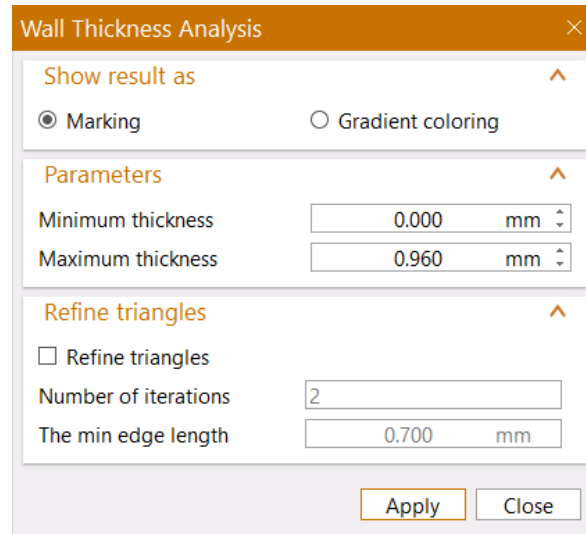 Wall Thickness Analysis
Show result as
Marking
Gradient coloring
Parameters
Minimum thickness 0.000 mm
Maximum thickness 0.960 mm
Refine triangles
Refine triangles
Number of iterations 2
The min edge length 0.700 mm
Apply Close